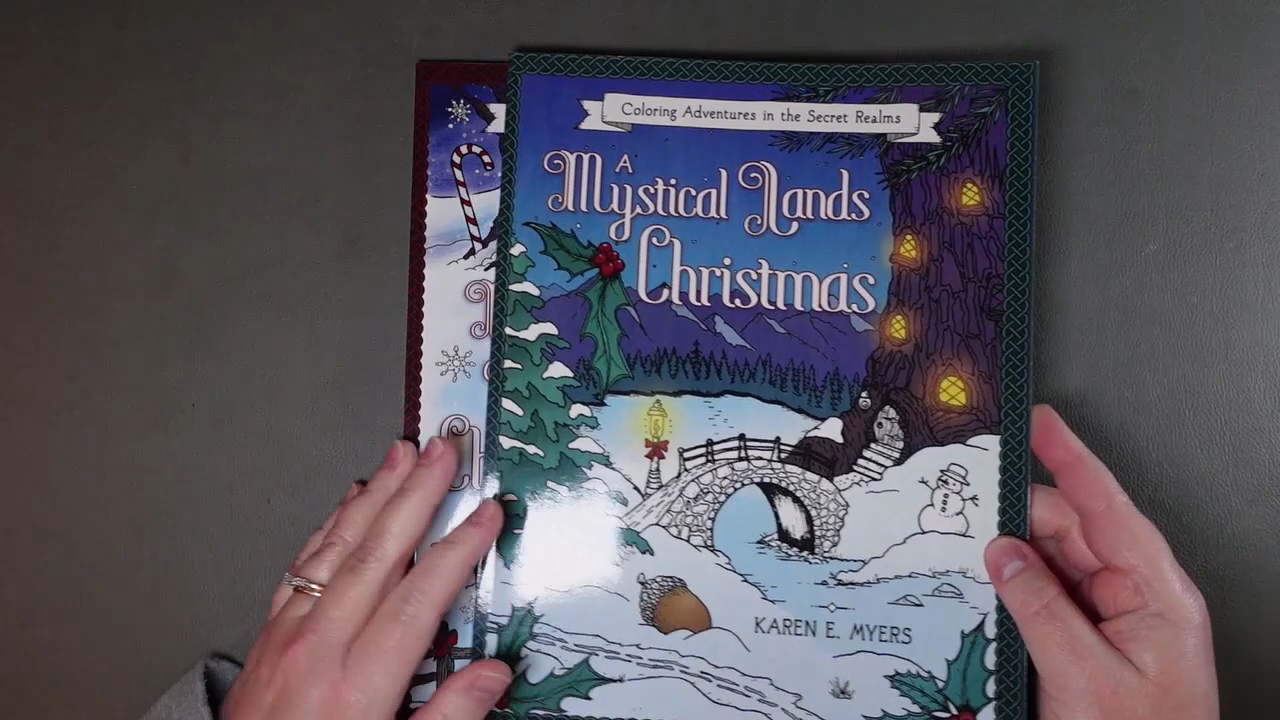 Coloring Adventures in the Secret Realms
A
Mystical Lands
Christmas
KAREN E. MYERS